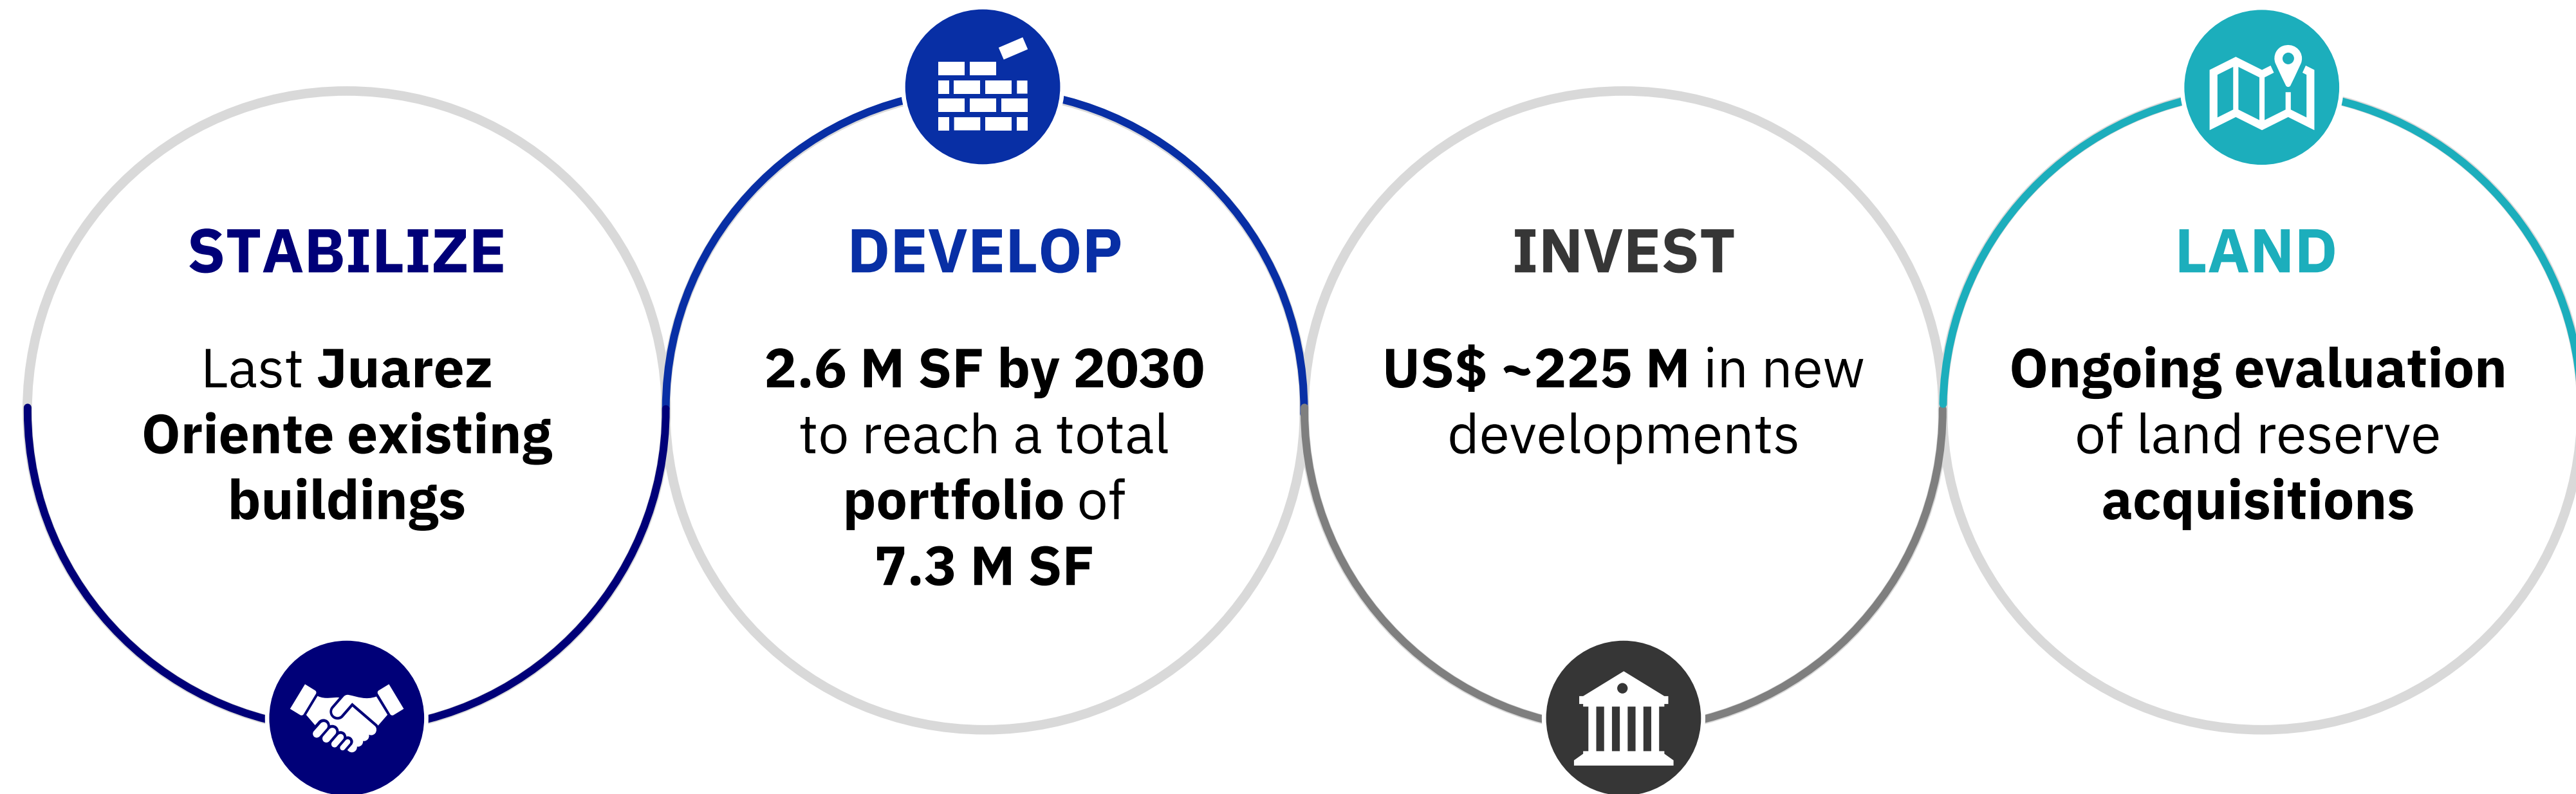 STABILIZE
Last Juarez
Oriente existing
buildings
DEVELOP
2.6 M SF by 2030
to reach a total
portfolio of
7.3 M SF
INVEST
US$ ~225 M in new
developments
LAND
Ongoing evaluation
of land reserve
acquisitions